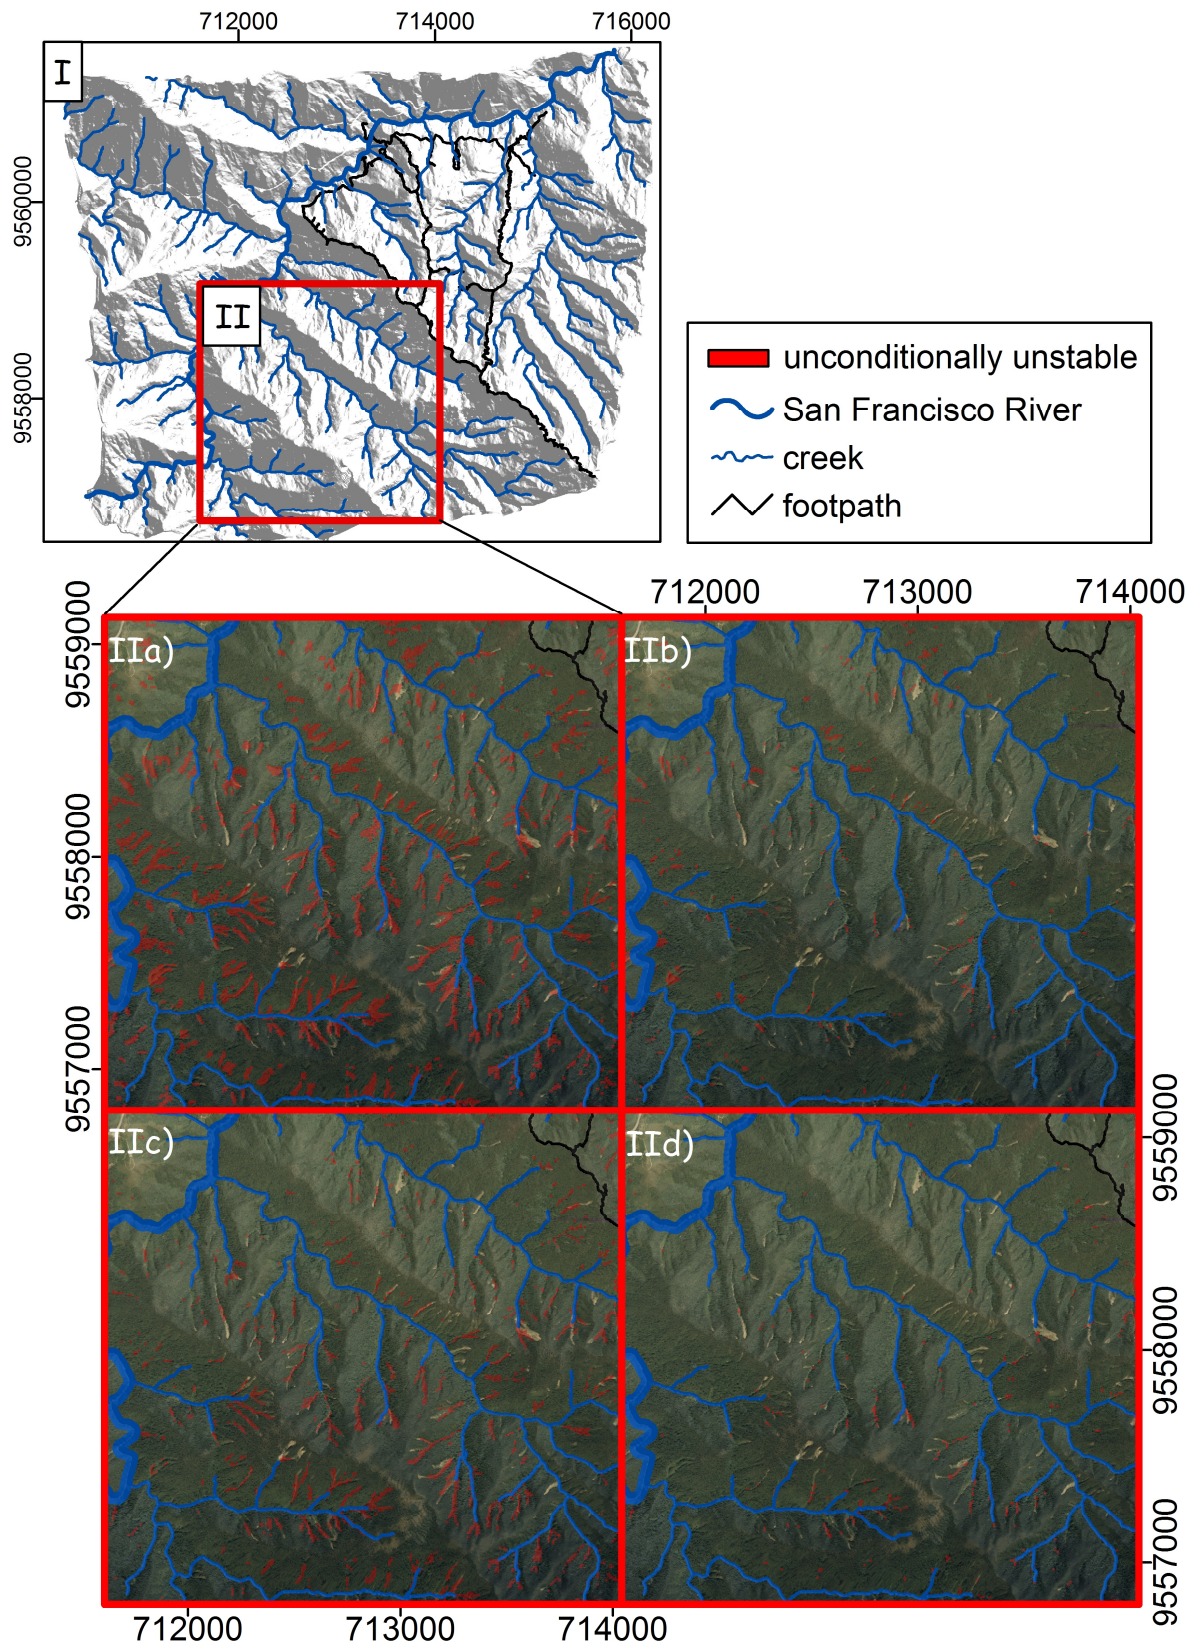 712000 714000 716000
I
9560000
II
9558000
unconditionally unstable
San Francisco River
creek
footpath
712000 713000 714000
9559000
IIa)
IIb)
9558000
9557000
IIc)
IId)
9559000
9558000
9557000
712000 713000 714000